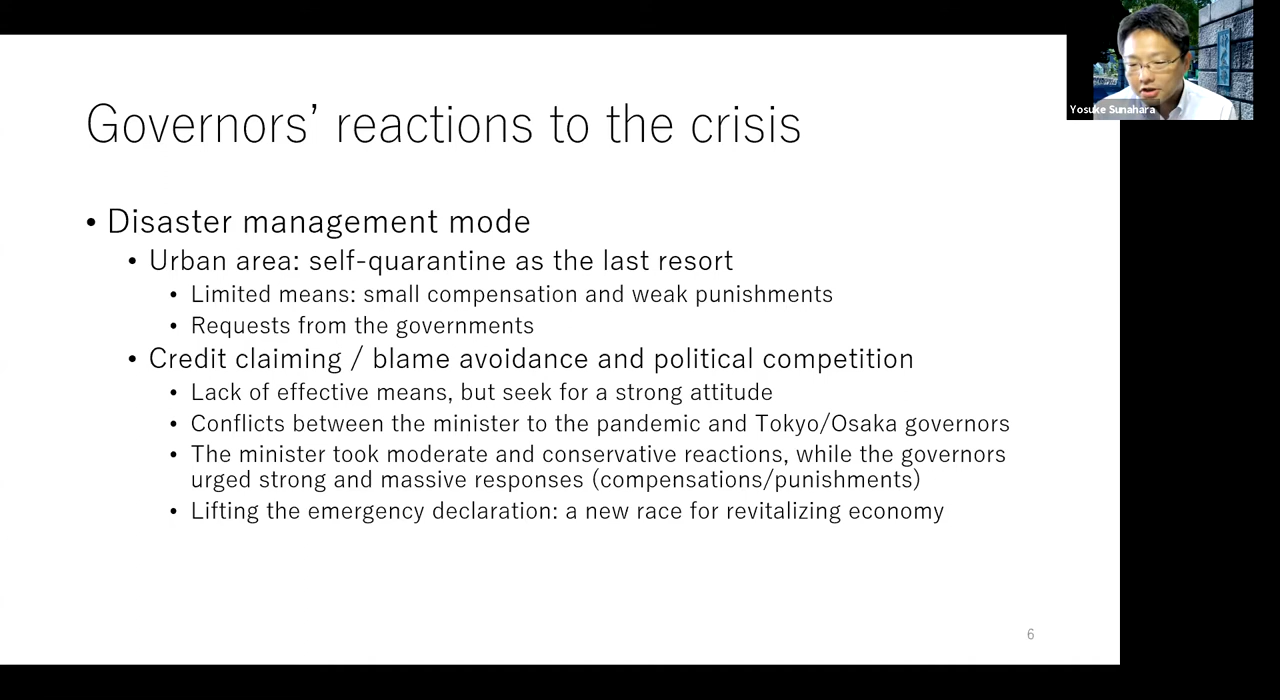 Yosuke Sunahara
Governors’ reactions to the crisis
• Disaster management mode
• Urban area: self-quarantine as the last resort
• Limited means: small compensation and weak punishments
• Requests from the governments
• Credit claiming / blame avoidance and political competition
• Lack of effective means, but seek for a strong attitude
• Conflicts between the minister to the pandemic and Tokyo/Osaka governors
• The minister took moderate and conservative reactions, while the governors
urged strong and massive responses (compensations/punishments)
• Lifting the emergency declaration: a new race for revitalizing economy
6